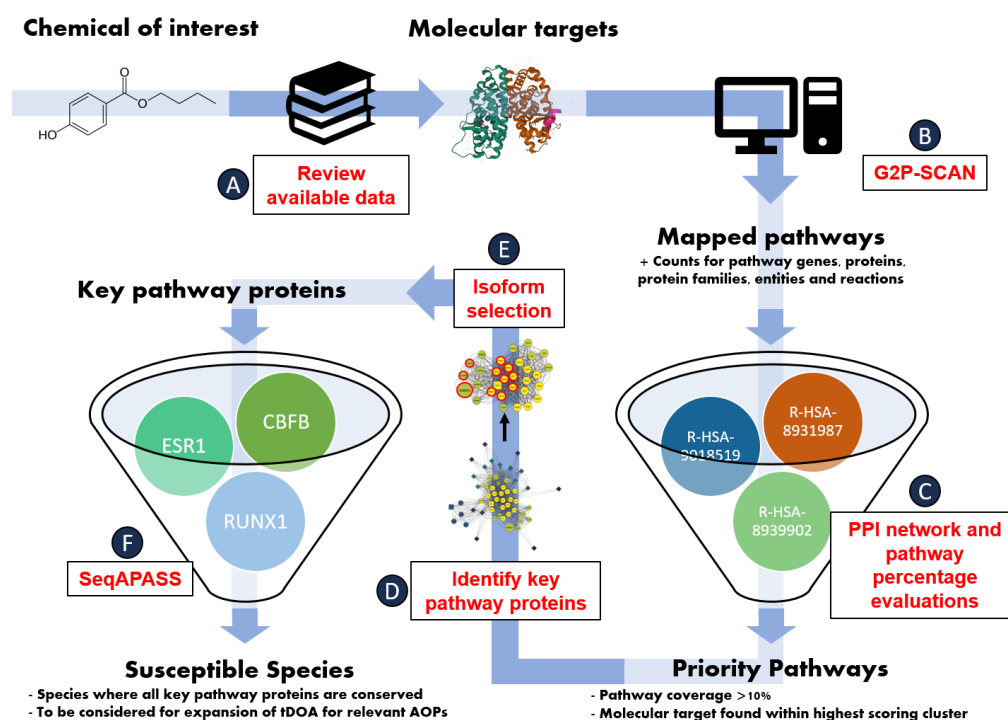 Chemical of interest
Molecular targets
O
O
HO
A
Review
available data
B
G2P-SCAN
Mapped pathways
+ Counts for pathway genes, proteins,
protein families, entities and reactions
E
Isoform
selection
Key pathway proteins
ESR1
CBFB
RUNX1
F
SeqAPASS
R-HSA-
9018519
R-HSA-
8931987
R-HSA-
8939902
C
PPI network and
pathway
percentage
evaluations
D
Identify key
pathway proteins
Susceptible Species
- Species where all key pathway proteins are conserved
- To be considered for expansion of tDOA for relevant AOPs
Priority Pathways
- Pathway coverage >10%
- Molecular target found within highest scoring cluster